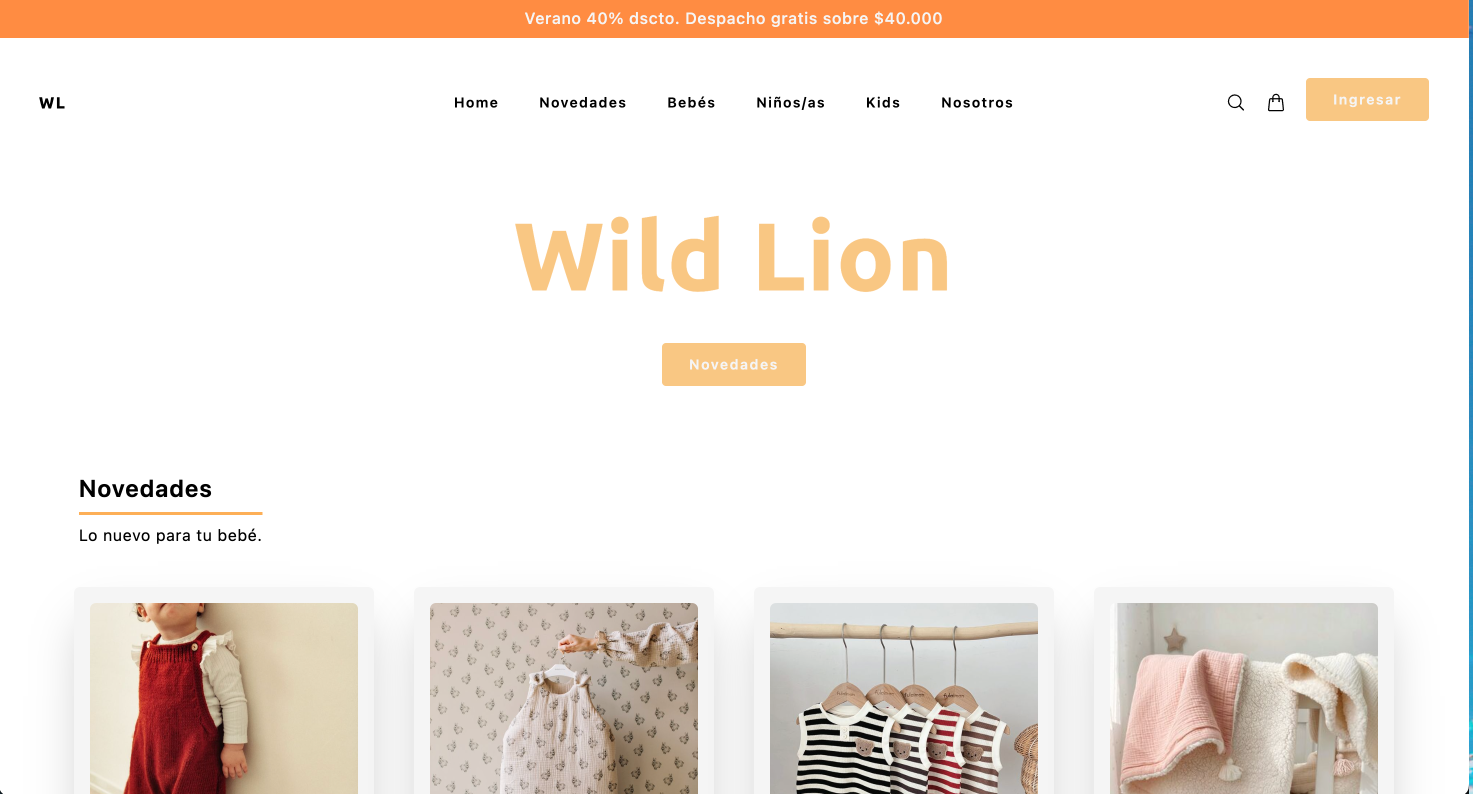 Verano 40% dscto. Despacho gratis sobre $40.000
WL
Home Novedades Bebés Niños/as Kids Nosotros
Ingresar
Wild Lion
Novedades
Novedades
Lo nuevo para tu bebé.